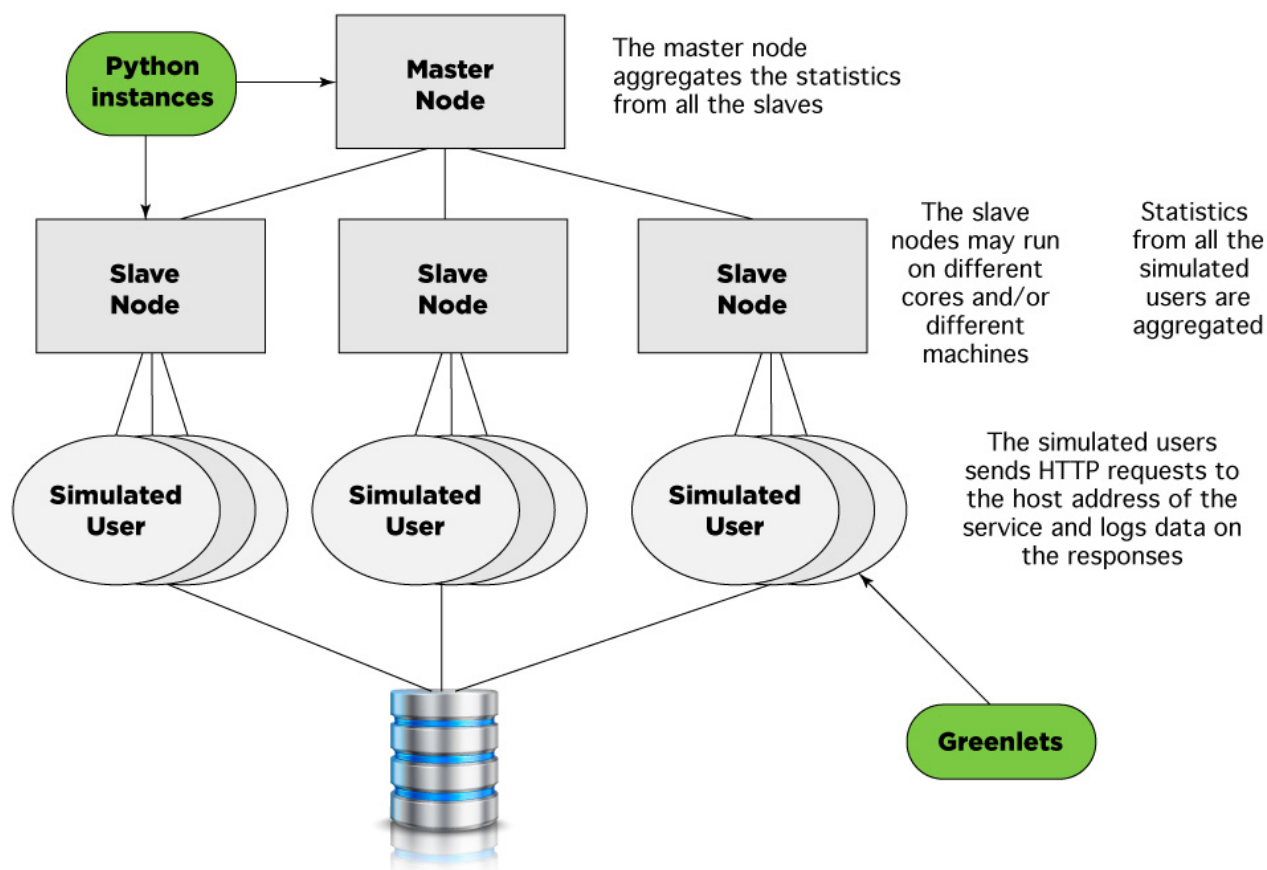 Python
instances
Master
Node
The master node
aggregates the statistics
from all the slaves
Slave
Node
Slave
Node
Slave
Node
The slave
nodes may run
on different
cores and/or
different
machines
Statistics
from all the
simulated
users are
aggregated
Simulated
User
Simulated
User
Simulated
User
The simulated users
sends HTTP requests to
the host address of the
service and logs data on
the responses
Greenlets